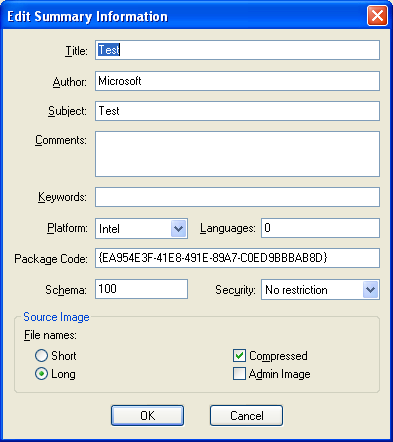 Edit Summary Information
Title: Test
Author: Microsoft
Subject: Test
Comments:
Keywords:
Platform: Intel Languages: 0
Package Code: {EA954E3F-41E8-491E-89A7-C0ED9BBBAB8D}
Schema: 100 Security: No restriction
Source Image
File names:
Short Compressed
Long Admin Image
OK Cancel